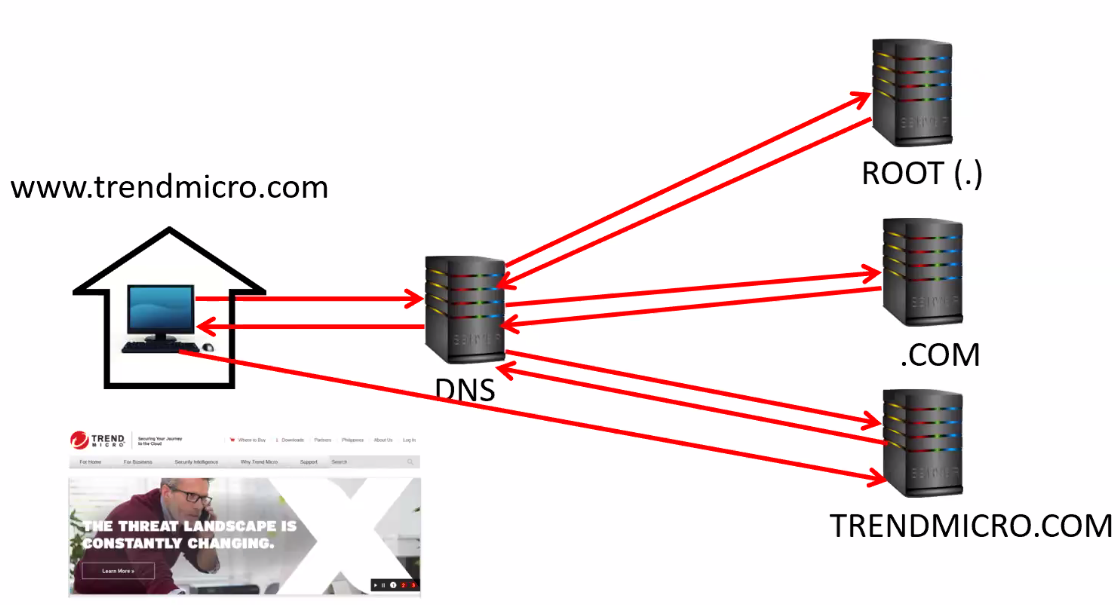 www.trendmicro.com
ROOT (.)
.COM
DNS
TRENDMICRO.COM
TREND MICRO
Securing Your Journey
to the Cloud
Where to Buy Downloads Partners Philippines About Us Log In
For Home For Business Security Intelligence Why Trend Micro Support Search
THE THREAT LANDSCAPE IS
CONSTANTLY CHANGING.
Learn More